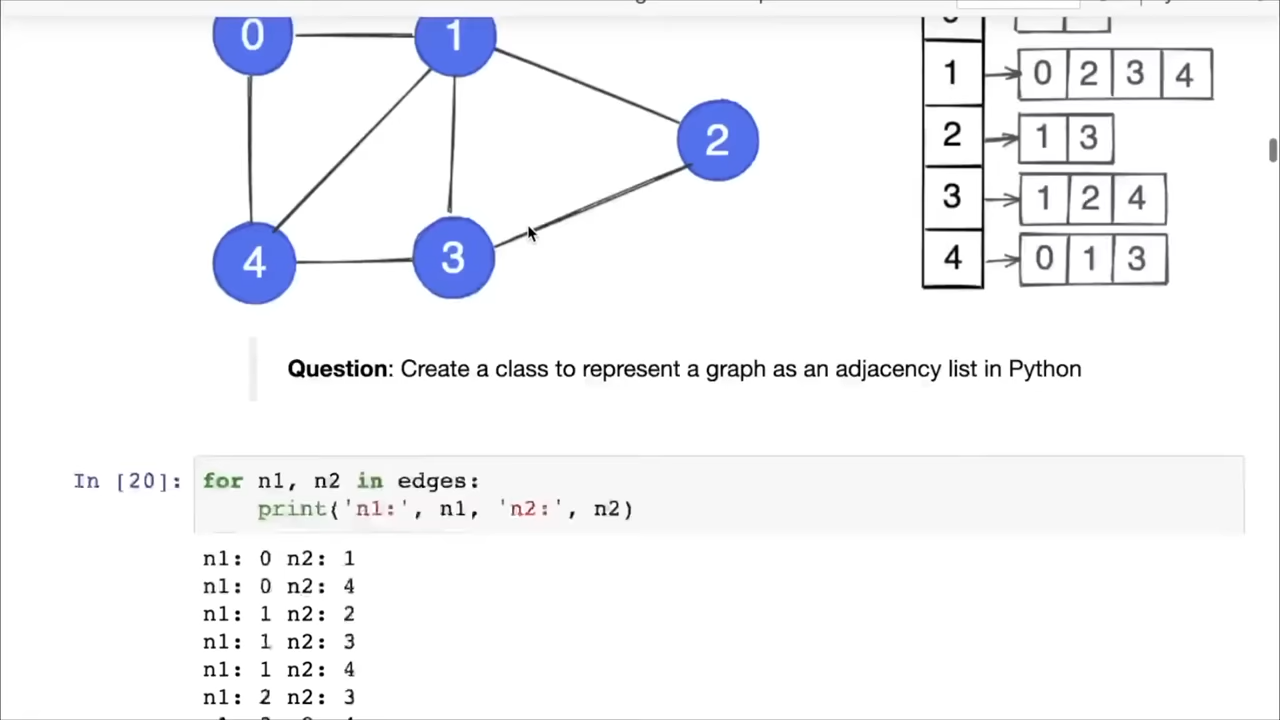 0
1
2
4
3
1 0 2 3 4
2 1 3
3 1 2 4
4 0 1 3
Question: Create a class to represent a graph as an adjacency list in Python
In [20]: for n1, n2 in edges:
print('n1:', n1, 'n2:', n2)
n1: 0 n2: 1
n1: 0 n2: 4
n1: 1 n2: 2
n1: 1 n2: 3
n1: 1 n2: 4
n1: 2 n2: 3